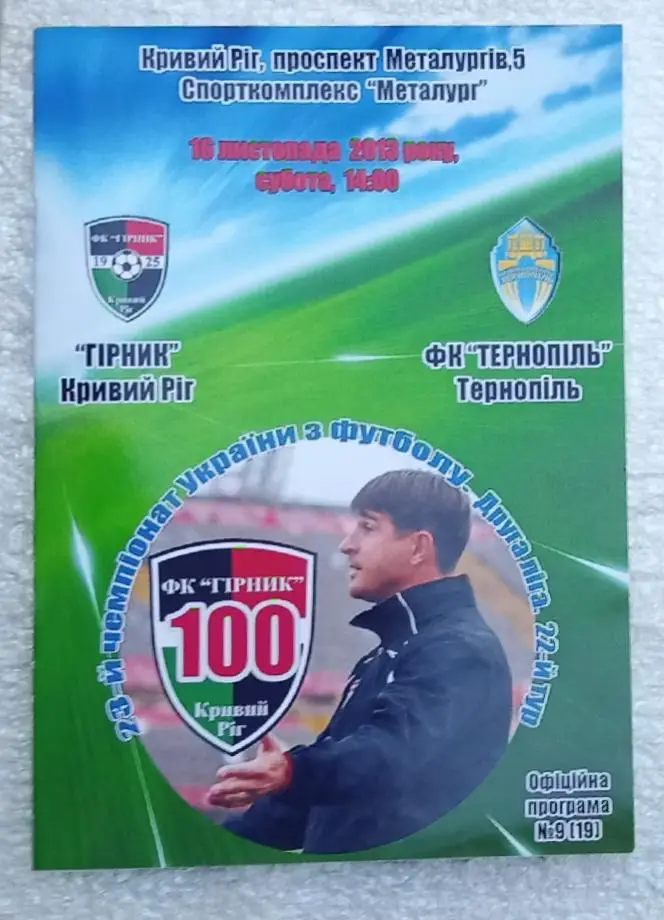 Кривий Ріг, проспект Металургів,5
Спорткомплекс "Металург"
16 листопада 2013 року,
субота, 14:00
ФК "ГІРНИК"
19 25
Кривий
Ріг
"ГІРНИК"
Кривий Ріг
ФК "ТЕРНОПІЛЬ"
Тернопіль
23-й чемпіонат України з футболу. Друга ліга. 22-й тур
ФК "ГІРНИК"
100
Кривий
Ріг
Офіційна
програма
№9 (19)